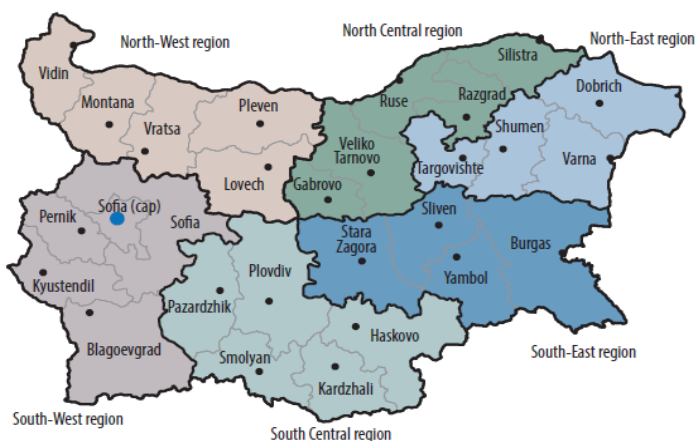 North Central region
North-West region
North-East region
Silistra
Vidin
Dobrich
Montana
Pleven
Ruse
Razgrad
Vratsa
Shumen
Veliko
Tarnovo
Varna
Targovishte
Lovech
Gabrovo
Sofia (cap)
Pernik
Sofia
Sliven
Stara
Zagora
Burgas
Plovdiv
Kyustendil
Yambol
Pazardzhik
Haskovo
Blagoevgrad
Smolyan
South-East region
Kardzhali
South-West region
South Central region